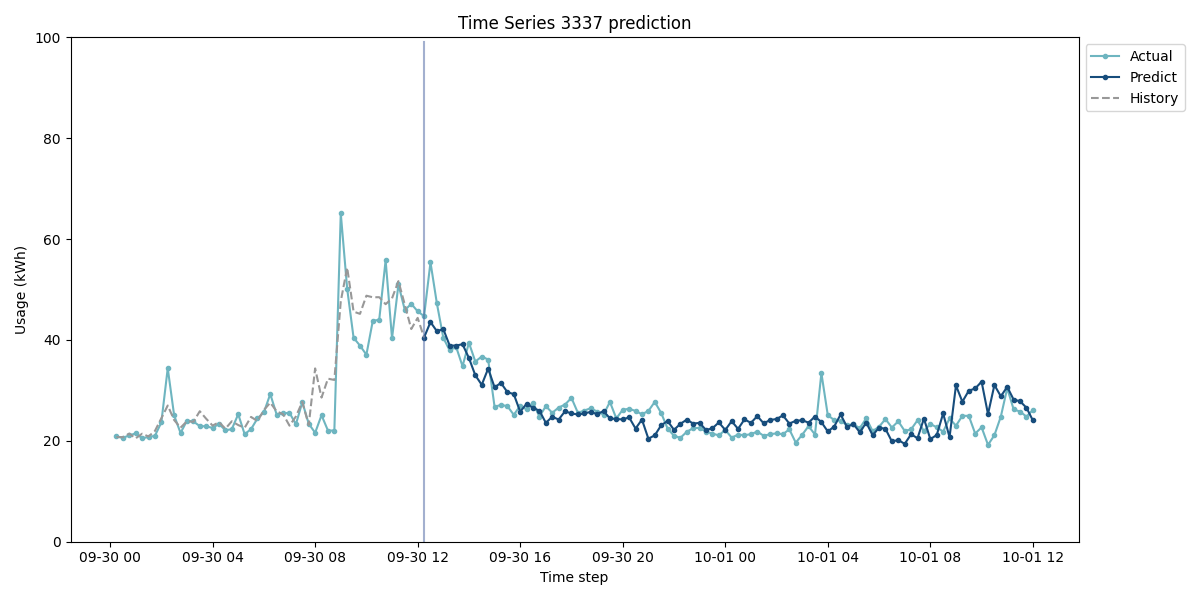 Time Series 3337 prediction
100
80
60
40
20
0
Usage (kWh)
09-30 00
09-30 04
09-30 08
09-30 12
09-30 16
09-30 20
10-01 00
10-01 04
10-01 08
10-01 12
Time step
Actual
Predict
History